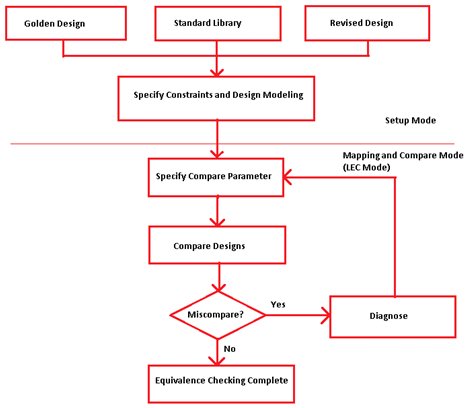 Golden Design
Standard Library
Revised Design
Specify Constraints and Design Modeling
Setup Mode
Mapping and Compare Mode
(LEC Mode)
Specify Compare Parameter
Compare Designs
Miscompare?
Yes
Diagnose
No
Equivalence Checking Complete